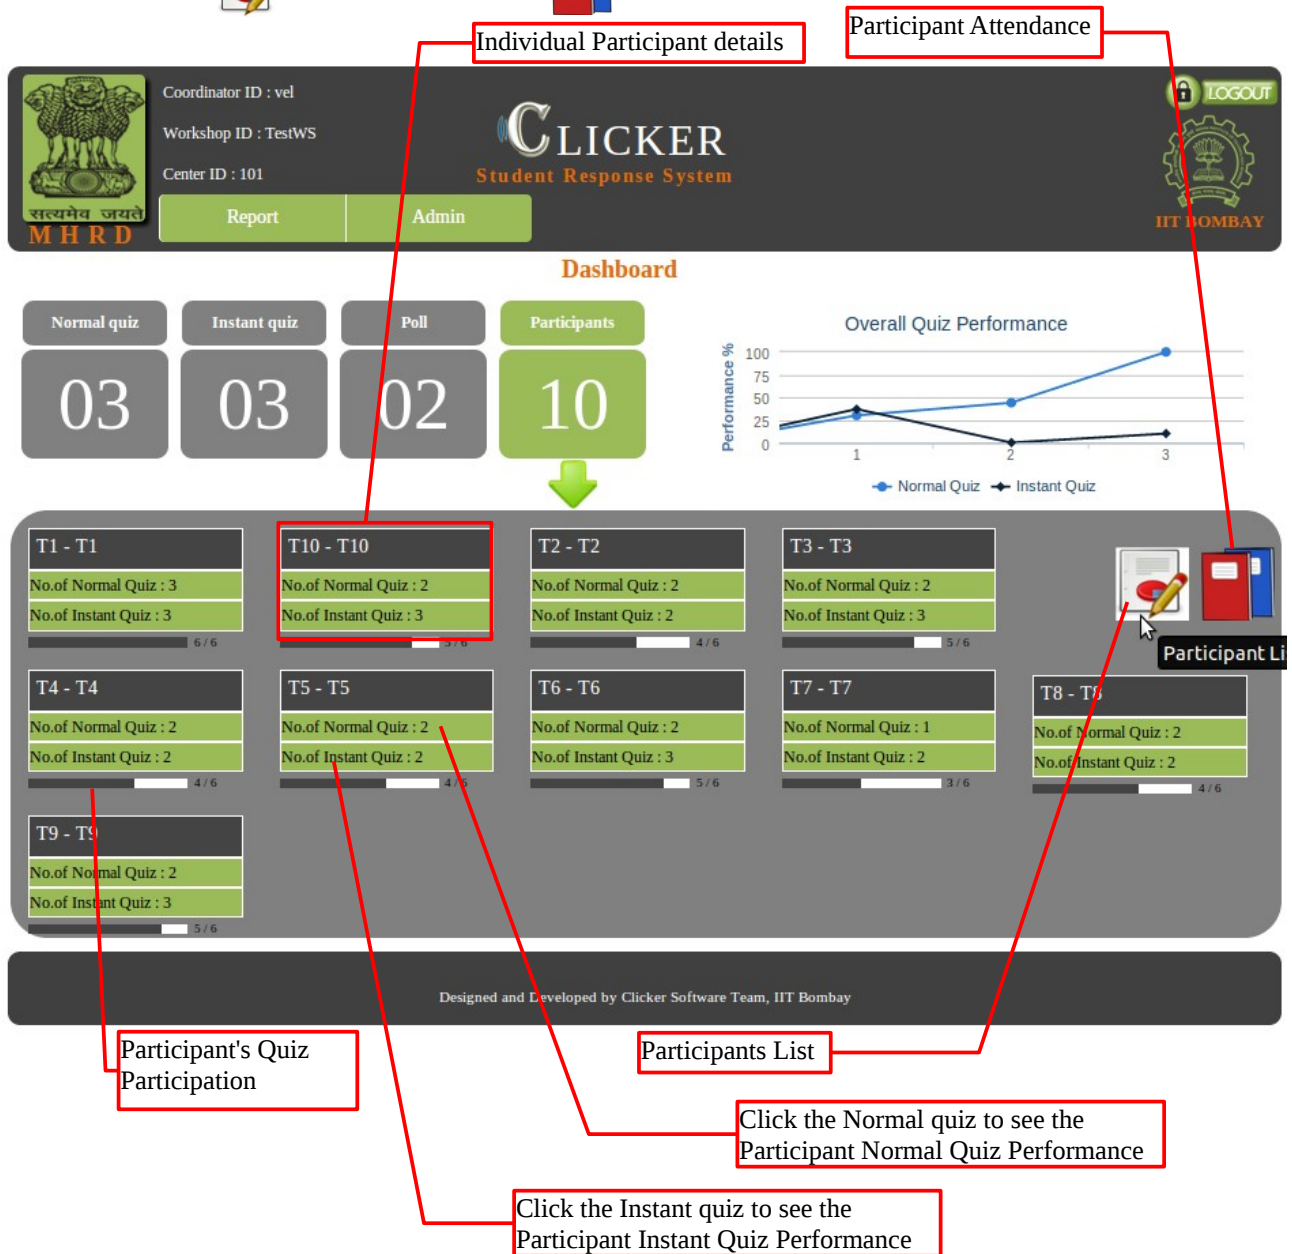 Individual Participant details
Participant Attendance
Coordinator ID : vel
Workshop ID : TestWS
Center ID : 101
सत्यमेव जयते
M H R D
Report
Admin
CLICKER
Student Response System
LOGOUT
IIT BOMBAY
Dashboard
Normal quiz
03
Instant quiz
03
Poll
02
Participants
10
Overall Quiz Performance
Performance %
100
75
50
25
0
1
2
3
Normal Quiz
Instant Quiz
T1 - T1
No.of Normal Quiz : 3
No.of Instant Quiz : 3
6 / 6
T10 - T10
No.of Normal Quiz : 2
No.of Instant Quiz : 3
5 / 6
T2 - T2
No.of Normal Quiz : 2
No.of Instant Quiz : 2
4 / 6
T3 - T3
No.of Normal Quiz : 2
No.of Instant Quiz : 3
5 / 6
Participant Li
T4 - T4
No.of Normal Quiz : 2
No.of Instant Quiz : 2
4 / 6
T5 - T5
No.of Normal Quiz : 2
No.of Instant Quiz : 2
4 / 6
T6 - T6
No.of Normal Quiz : 2
No.of Instant Quiz : 3
5 / 6
T7 - T7
No.of Normal Quiz : 1
No.of Instant Quiz : 2
3 / 6
T8 - T8
No.of Normal Quiz : 2
No.of Instant Quiz : 2
4 / 6
T9 - T9
No.of Normal Quiz : 2
No.of Instant Quiz : 3
5 / 6
Designed and Developed by Clicker Software Team, IIT Bombay
Participant's Quiz
Participation
Participants List
Click the Normal quiz to see the
Participant Normal Quiz Performance
Click the Instant quiz to see the
Participant Instant Quiz Performance